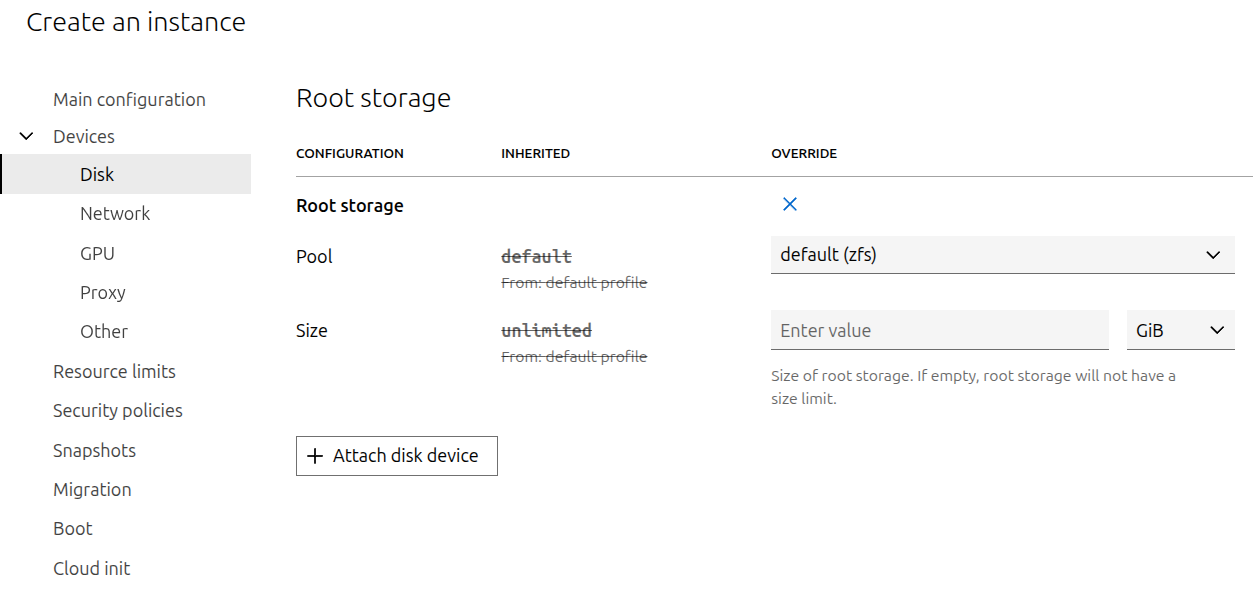 Create an instance
Main configuration
Devices
Disk
Network
GPU
Proxy
Other
Resource limits
Security policies
Snapshots
Migration
Boot
Cloud init
Root storage
CONFIGURATION INHERITED OVERRIDE
Root storage
Pool default default (zfs)
From: default profile
Size unlimited Enter value GiB
From: default profile
Size of root storage. If empty, root storage will not have a
size limit.
Attach disk device